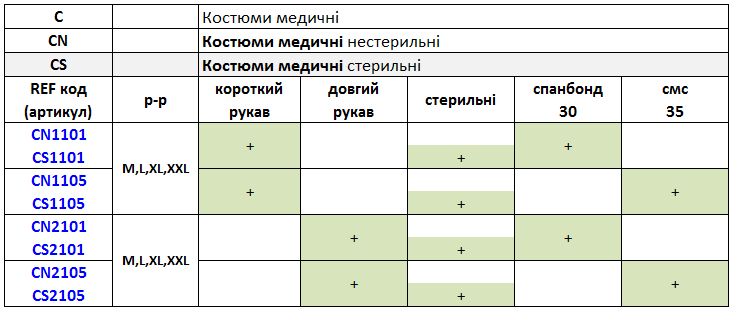 C Костюми медичні
CN Костюми медичні нестерильні
CS Костюми медичні стерильні
REF код (артикул) р-р короткий рукав довгий рукав стерильні спанбонд 30 смс 35
CN1101 M,L,XL,XXL + +
CS1101 +
CN1105 + +
CS1105 +
CN2101 M,L,XL,XXL + +
CS2101 +
CN2105 + +
CS2105 +